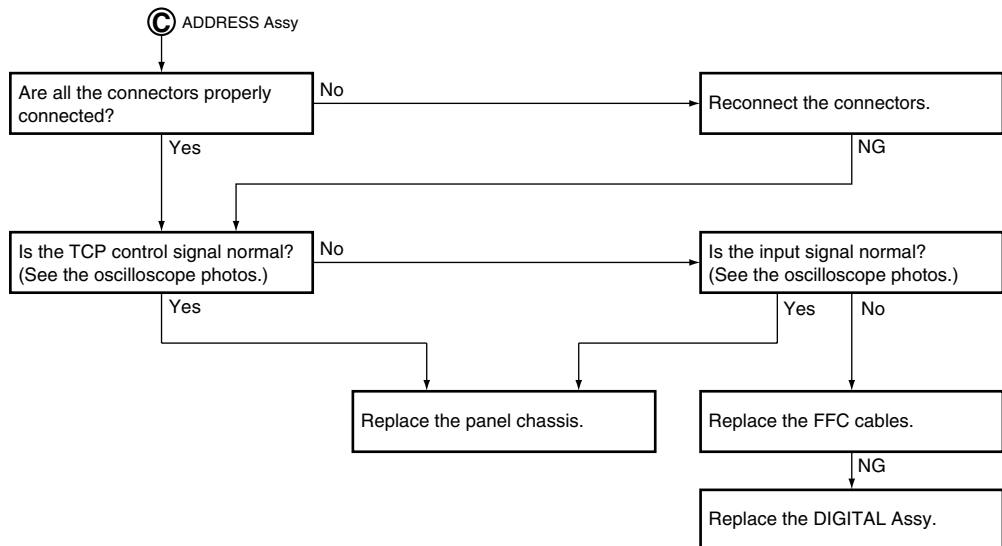 C ADDRESS Assy
Are all the connectors properly
connected?
No
Reconnect the connectors.
Yes
NG
Is the TCP control signal normal?
(See the oscilloscope photos.)
No
Is the input signal normal?
(See the oscilloscope photos.)
Yes
Yes
No
Replace the panel chassis.
Replace the FFC cables.
NG
Replace the DIGITAL Assy.